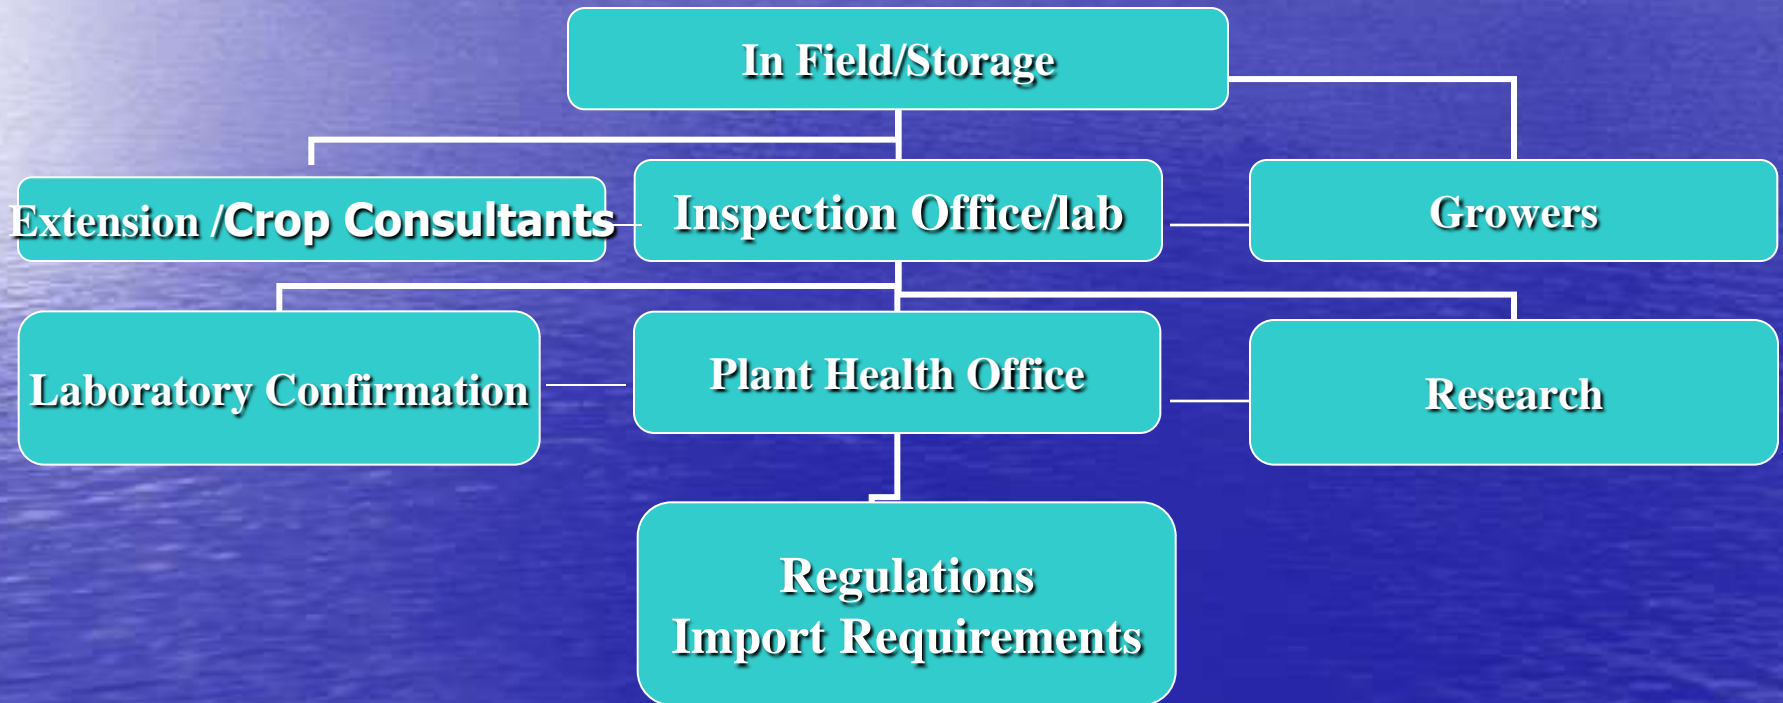 In Field/Storage
Extension /Crop Consultants
Inspection Office/lab
Growers
Laboratory Confirmation
Plant Health Office
Research
Regulations
Import Requirements